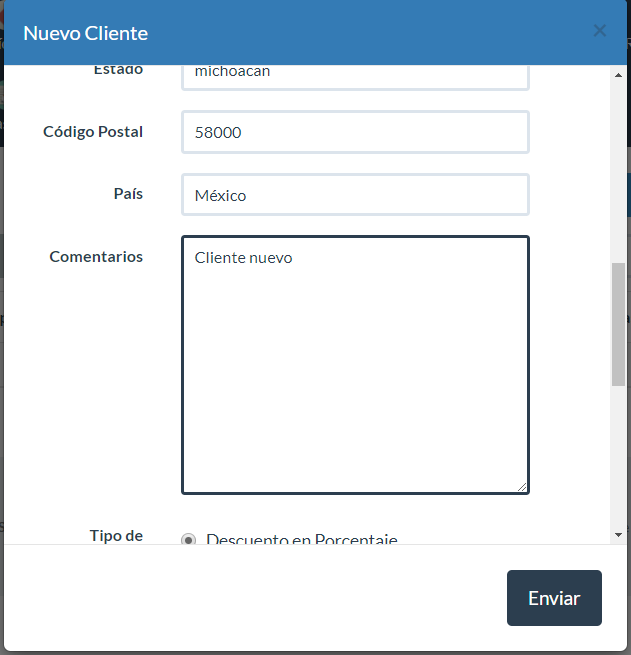 Nuevo Cliente
×
Estado
michoacan
Código Postal
58000
País
México
Comentarios
Cliente nuevo
Tipo de
Descuento en Porcentaje
Enviar